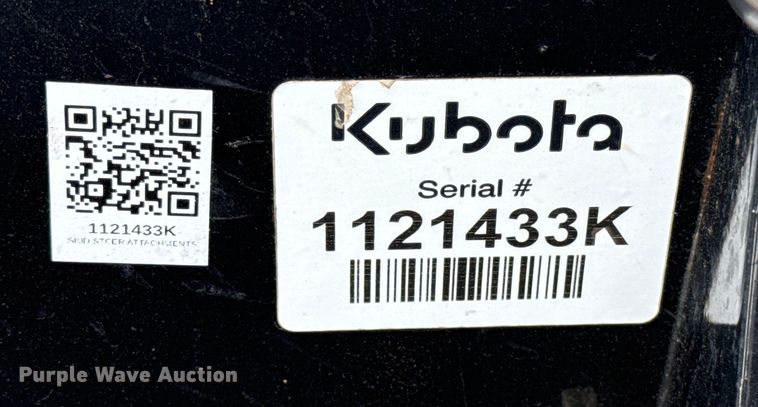 Kubota
Serial #
1121433K
1121433K
SKID STEER ATTACHMENTS
Purple Wave Auction